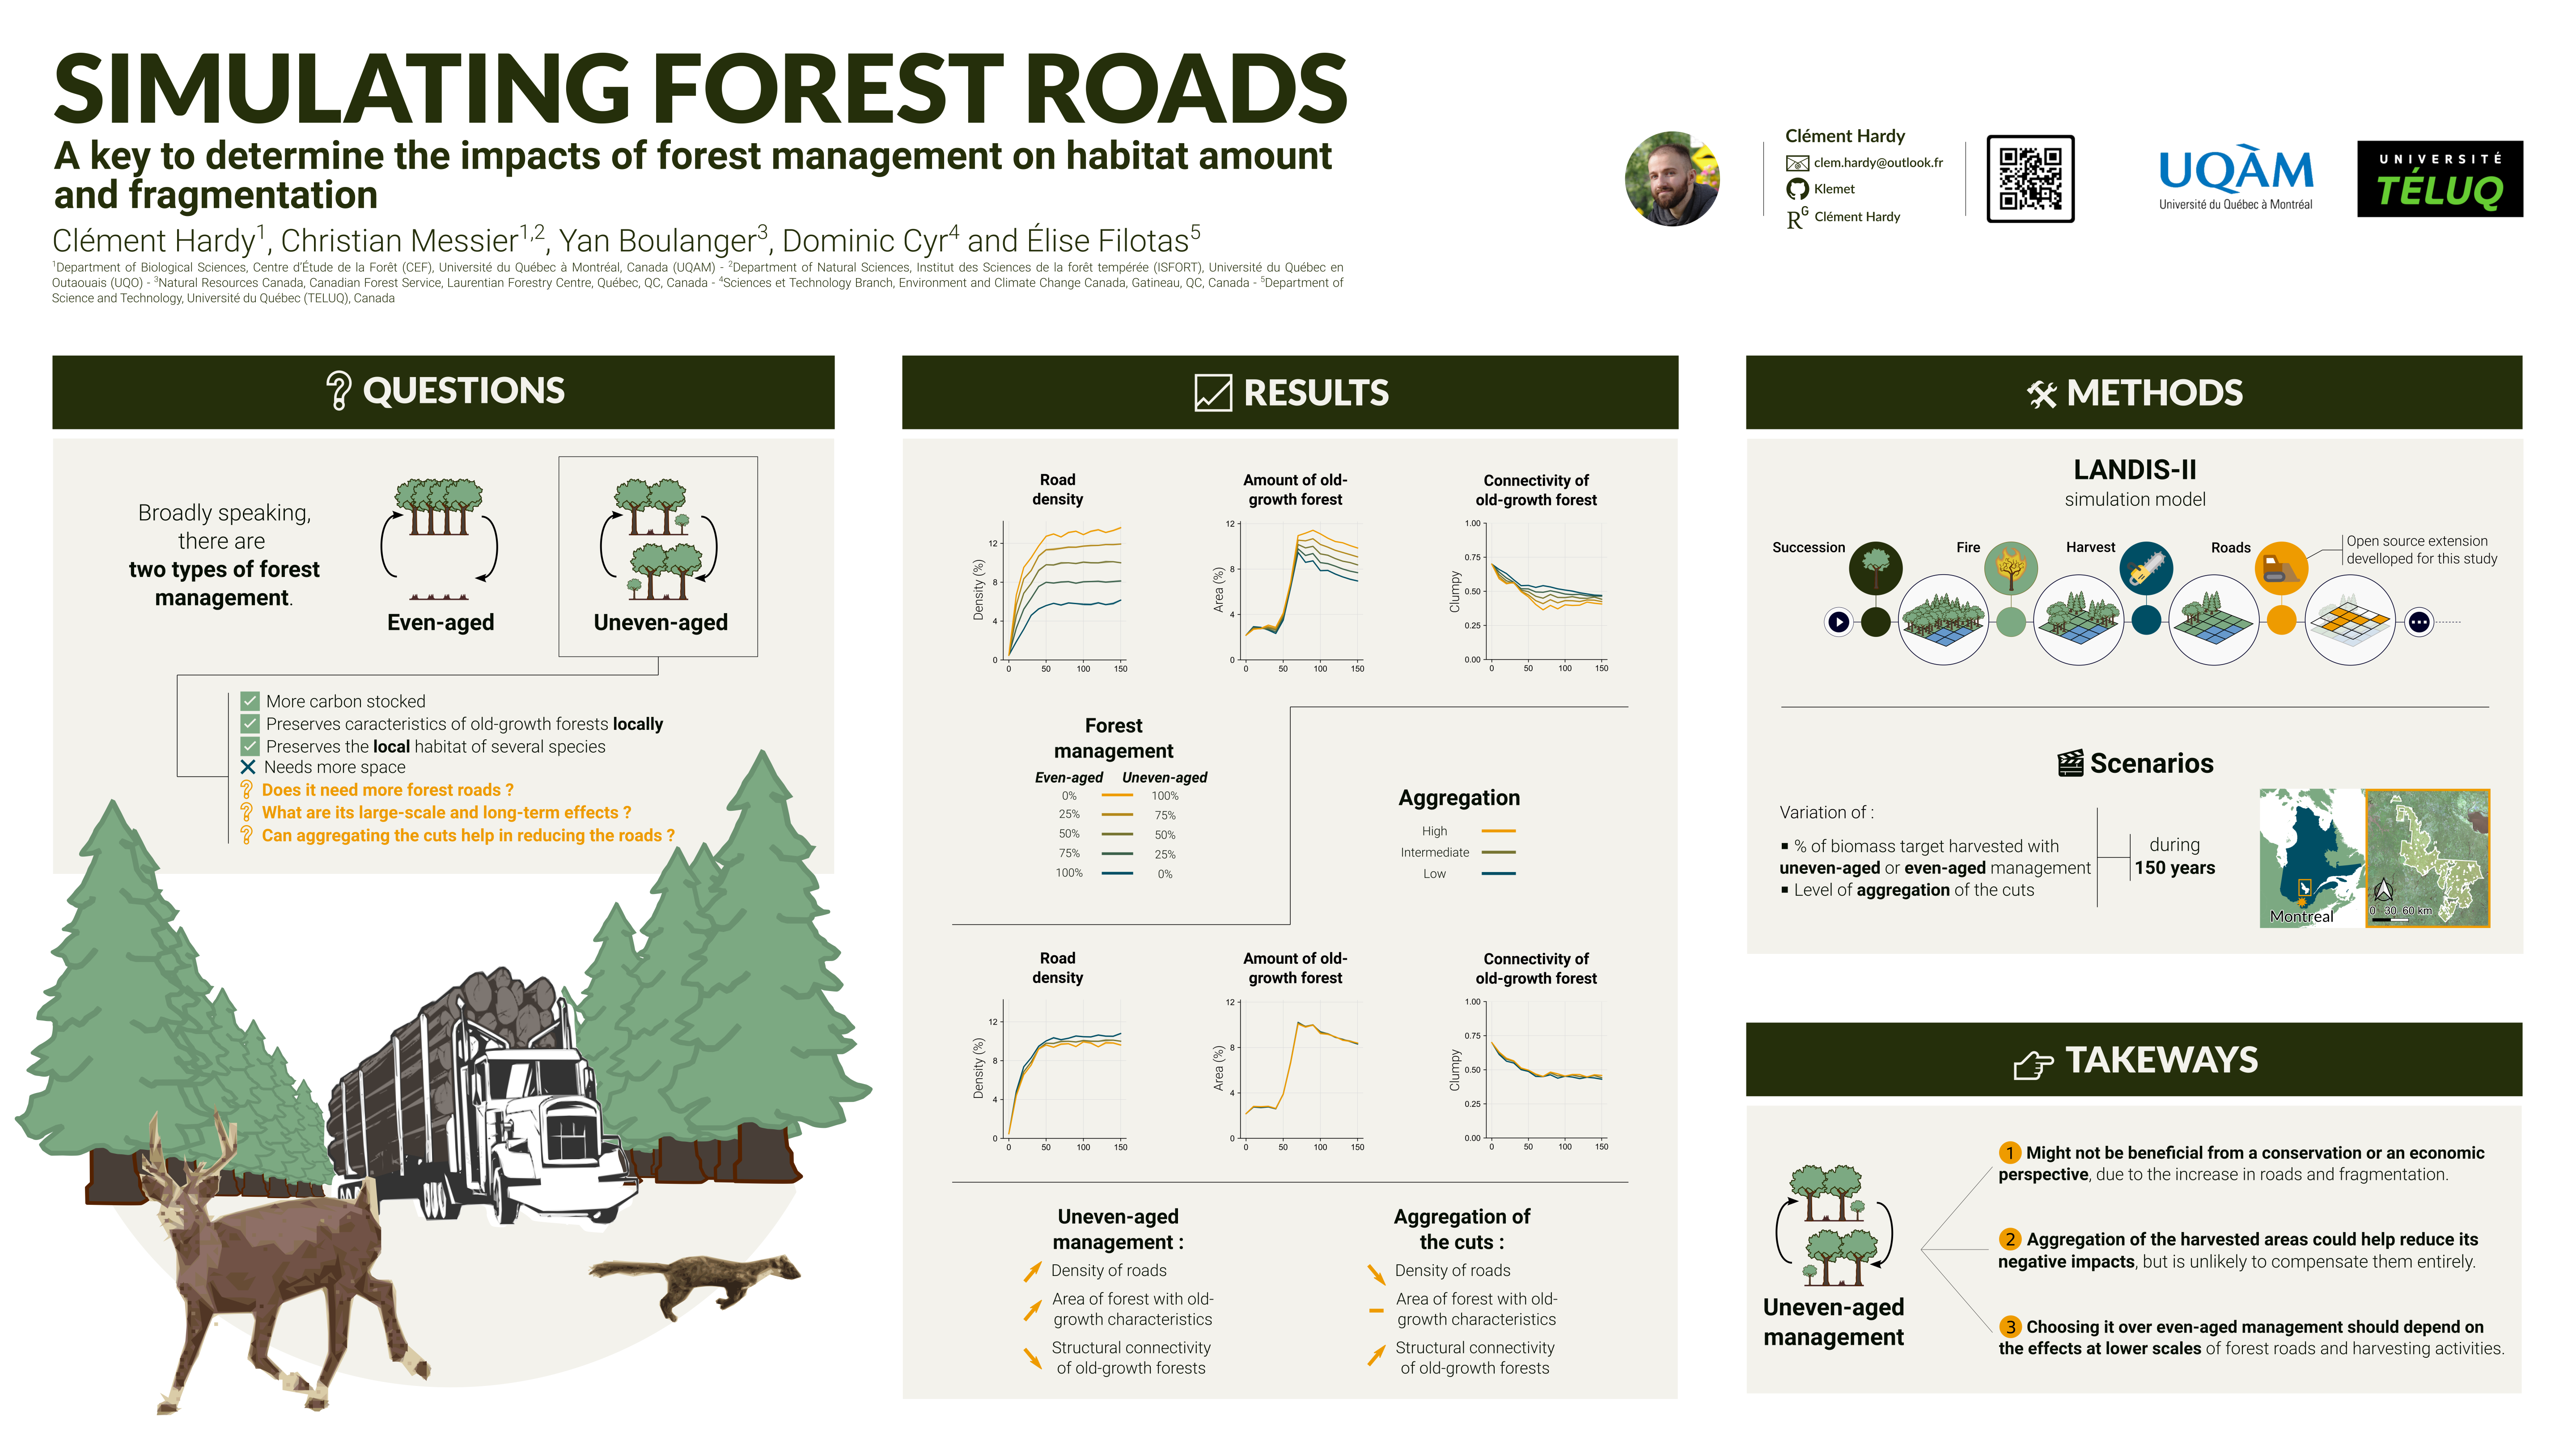 SIMULATING FOREST ROADS
A key to determine the impacts of forest management on habitat amount
and fragmentation
Clément Hardy1, Christian Messier1,2, Yan Boulanger3, Dominic Cyr4 and Élise Filotas5
1Department of Biological Sciences, Centre d'Étude de la Forêt (CEF), Université du Québec à Montréal, Canada (UQAM) - 2Department of Natural Sciences, Institut des Sciences de la forêt tempérée (ISFORT), Université du Québec en
Outaouais (UQO) - 3Natural Resources Canada, Canadian Forest Service, Laurentian Forestry Centre, Québec, QC, Canada - 4Sciences et Technology Branch, Environment and Climate Change Canada, Gatineau, QC, Canada - 5Department of
Science and Technology, Université du Québec (TELUQ), Canada
Clément Hardy
clem.hardy@outlook.fr
Klemet
RG Clément Hardy
UQÀM
Université du Québec à Montréal
UNIVERSITÉ
TÉLUQ
QUESTIONS
Broadly speaking,
there are
two types of forest
management.
Even-aged
Uneven-aged
More carbon stocked
Preserves caracteristics of old-growth forests locally
Preserves the local habitat of several species
Needs more space
Does it need more forest roads ?
What are its large-scale and long-term effects ?
Can aggregating the cuts help in reducing the roads ?
RESULTS
Road
density
Density (%)
12
8
4
0
0 50 100 150
Amount of old-
growth forest
Area (%)
12
8
4
0
0 50 100 150
Connectivity of
old-growth forest
Clumpy
1.00
0.75
0.50
0.25
0.00
0 50 100 150
Forest
management
Even-aged Uneven-aged
0% 100%
25% 75%
50% 50%
75% 25%
100% 0%
Aggregation
High
Intermediate
Low
Road
density
Density (%)
12
8
4
0
0 50 100 150
Amount of old-
growth forest
Area (%)
12
8
4
0
0 50 100 150
Connectivity of
old-growth forest
Clumpy
1.00
0.75
0.50
0.25
0.00
0 50 100 150
Uneven-aged
management :
Density of roads
Area of forest with old-
growth characteristics
Structural connectivity
of old-growth forests
Aggregation of
the cuts :
Density of roads
Area of forest with old-
growth characteristics
Structural connectivity
of old-growth forests
METHODS
LANDIS-II
simulation model
Succession
Fire
Harvest
Roads
Open source extension
develloped for this study
Scenarios
Variation of :
▪ % of biomass target harvested with
uneven-aged or even-aged management
▪ Level of aggregation of the cuts
during
150 years
Montreal
0 30 60 km
TAKEWAYS
Uneven-aged
management
1 Might not be beneficial from a conservation or an economic
perspective, due to the increase in roads and fragmentation.
2 Aggregation of the harvested areas could help reduce its
negative impacts, but is unlikely to compensate them entirely.
3 Choosing it over even-aged management should depend on
the effects at lower scales of forest roads and harvesting activities.